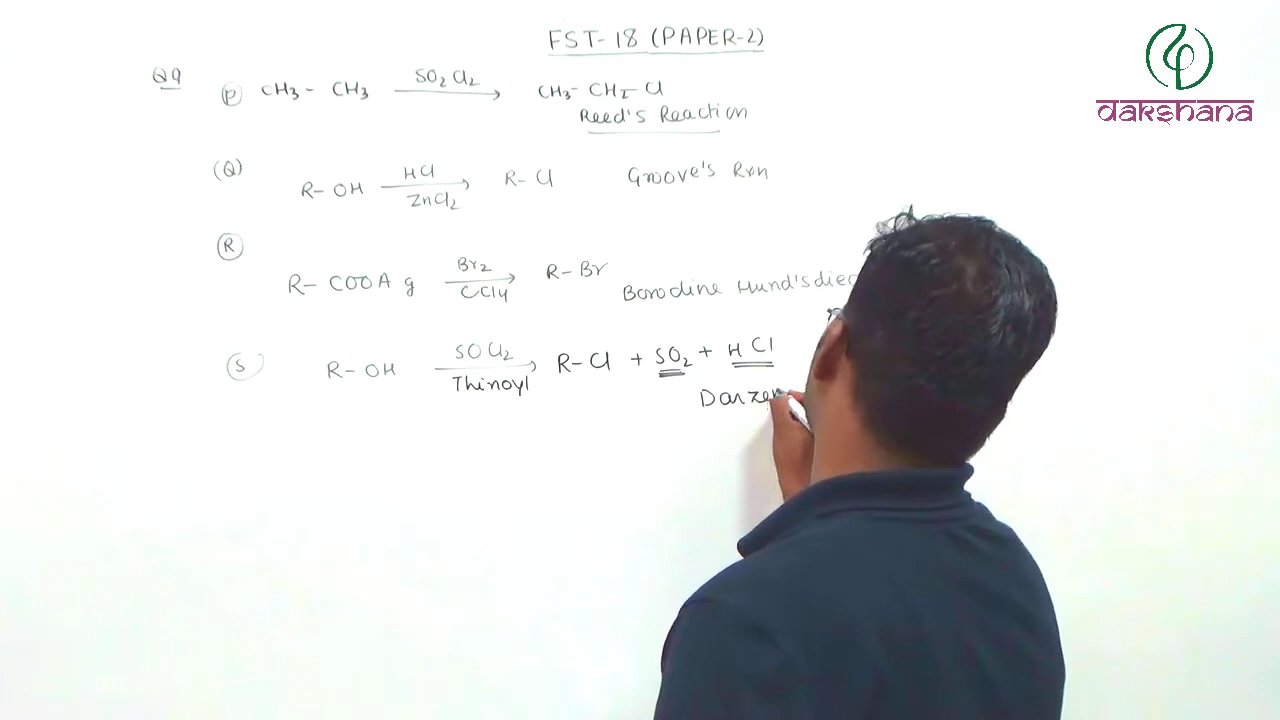 FST-18 (PAPER-2)
dakshana
Q9
(P) CH3 - CH3 SO2Cl2 → CH3 - CH2 - Cl
Reed's Reaction
(Q) R-OH HCl → ZnCl2 R-Cl Groove's Rxn
(R)
R-COOAg Br2 → CCl4 R-Br Borodine Hund'sdiec
(S) R-OH SOCl2 → Thinoyl R-Cl + SO2 + HCl
Darzen